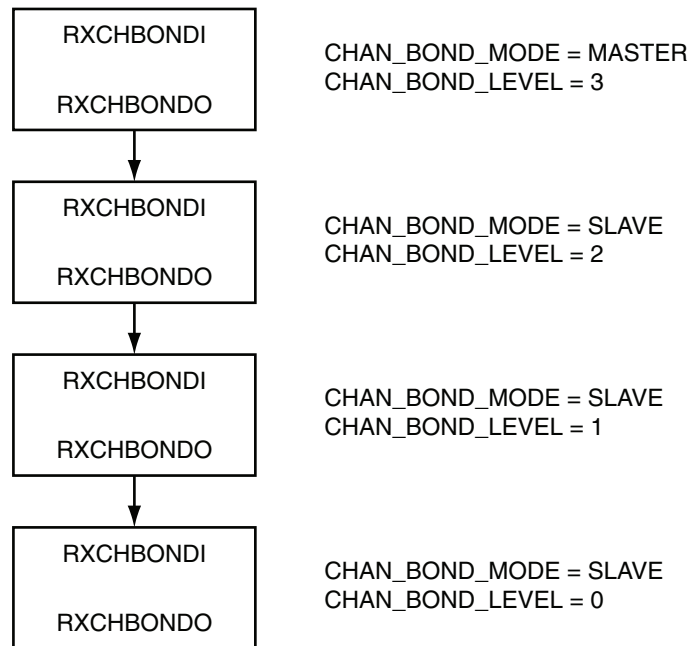 RXCHBONDI
CHAN_BOND_MODE = MASTER
CHAN_BOND_LEVEL = 3
RXCHBONDO
RXCHBONDI
CHAN_BOND_MODE = SLAVE
CHAN_BOND_LEVEL = 2
RXCHBONDO
RXCHBONDI
CHAN_BOND_MODE = SLAVE
CHAN_BOND_LEVEL = 1
RXCHBONDO
RXCHBONDI
CHAN_BOND_MODE = SLAVE
CHAN_BOND_LEVEL = 0
RXCHBONDO